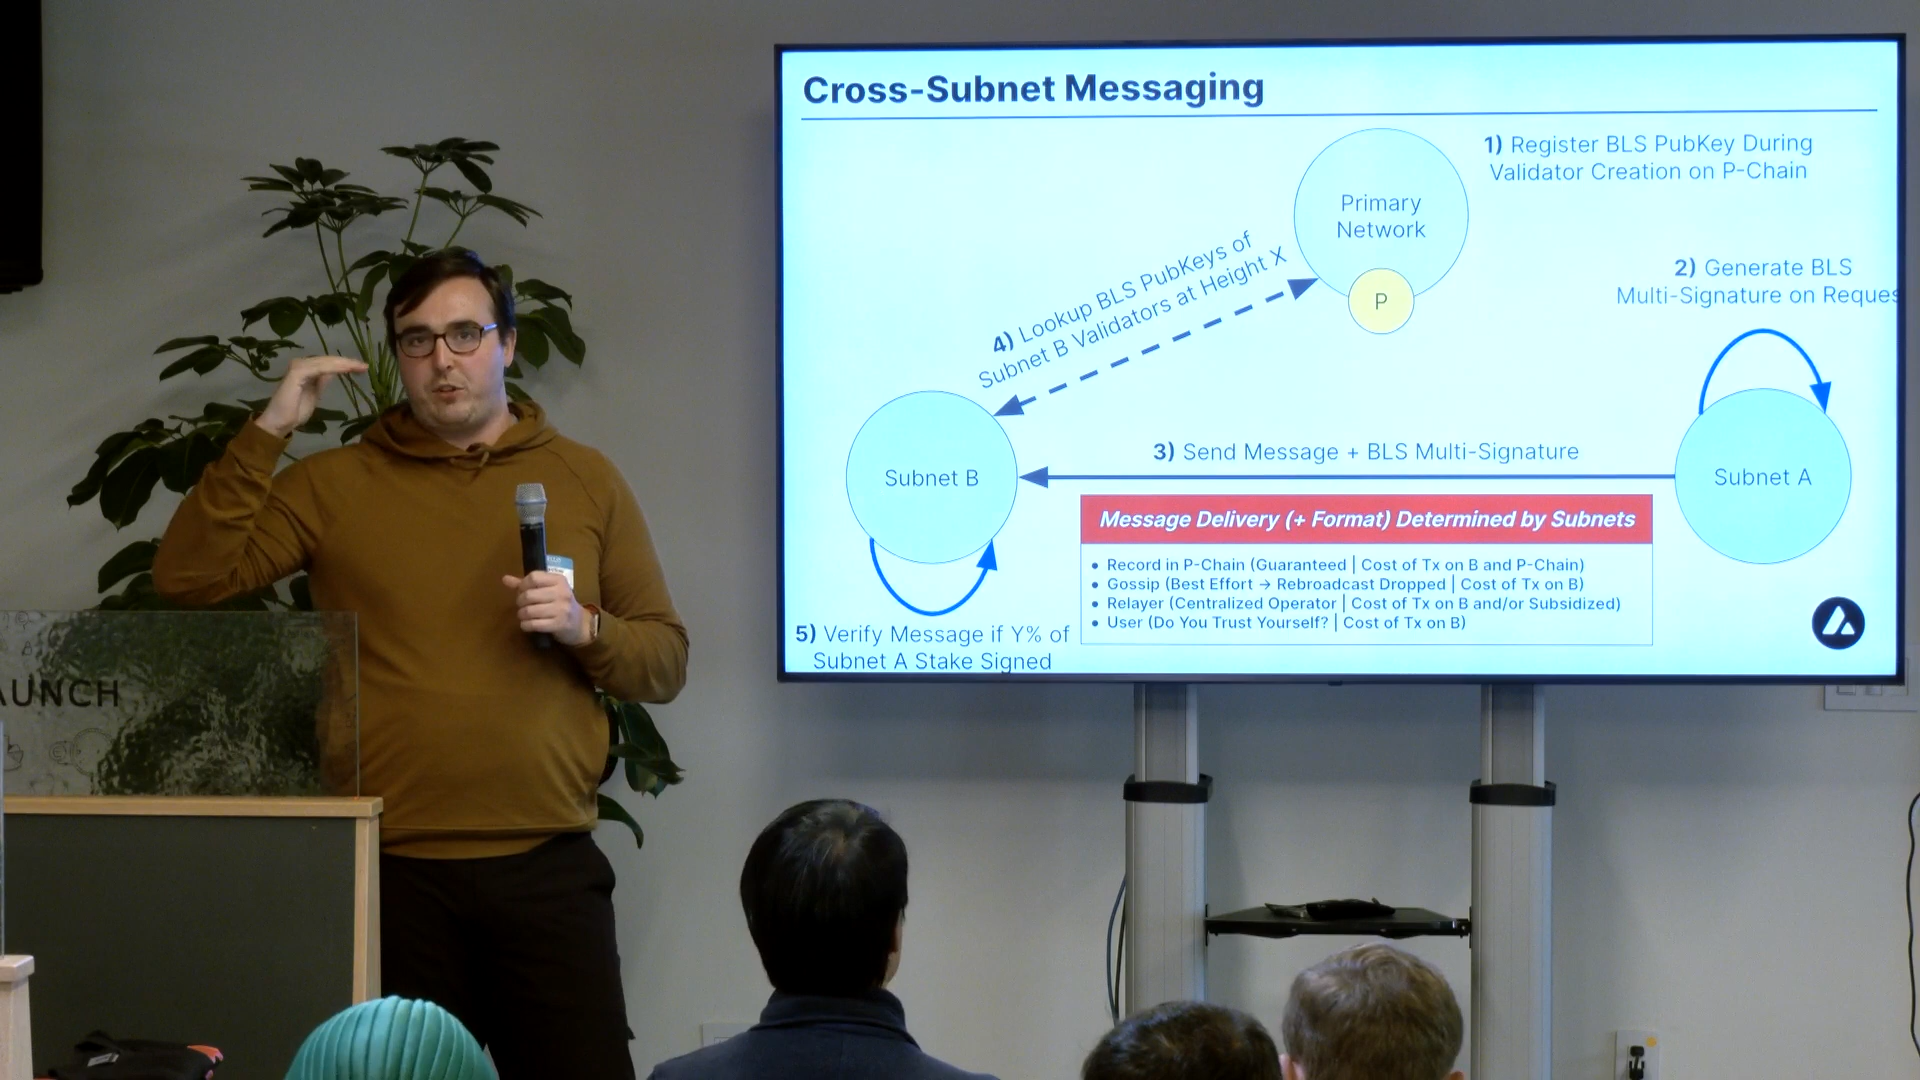 Cross-Subnet Messaging
1) Register BLS PubKey During
Validator Creation on P-Chain
Primary
Network
P
2) Generate BLS
Multi-Signature on Reques
4) Lookup BLS PubKeys of
Subnet B Validators at Height X
3) Send Message + BLS Multi-Signature
Subnet B
Subnet A
Message Delivery (+ Format) Determined by Subnets
• Record in P-Chain (Guaranteed | Cost of Tx on B and P-Chain)
• Gossip (Best Effort → Rebroadcast Dropped | Cost of Tx on B)
• Relayer (Centralized Operator | Cost of Tx on B and/or Subsidized)
• User (Do You Trust Yourself? | Cost of Tx on B)
5) Verify Message if Y% of
Subnet A Stake Signed
AUNCH